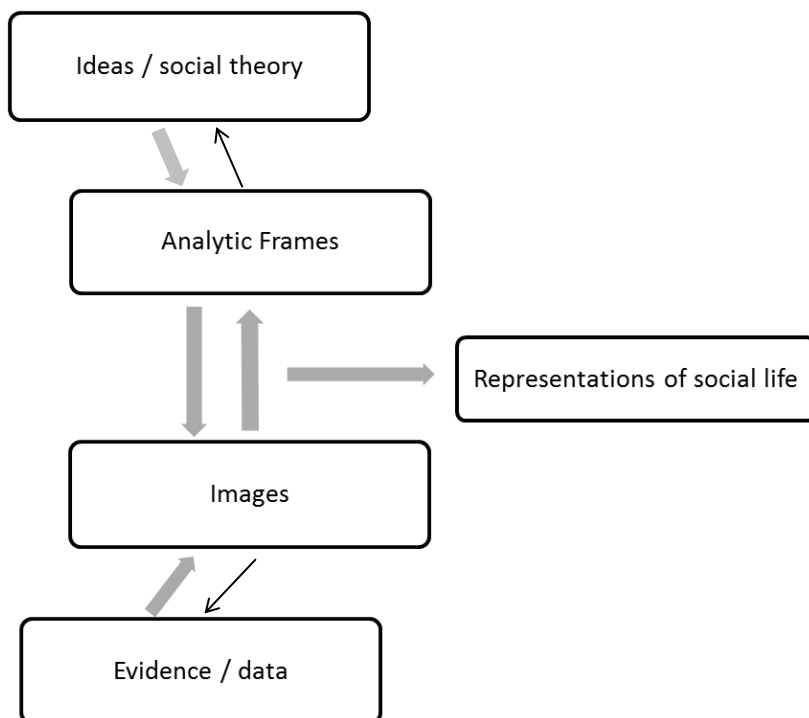 Ideas / social theory
Analytic Frames
Representations of social life
Images
Evidence / data